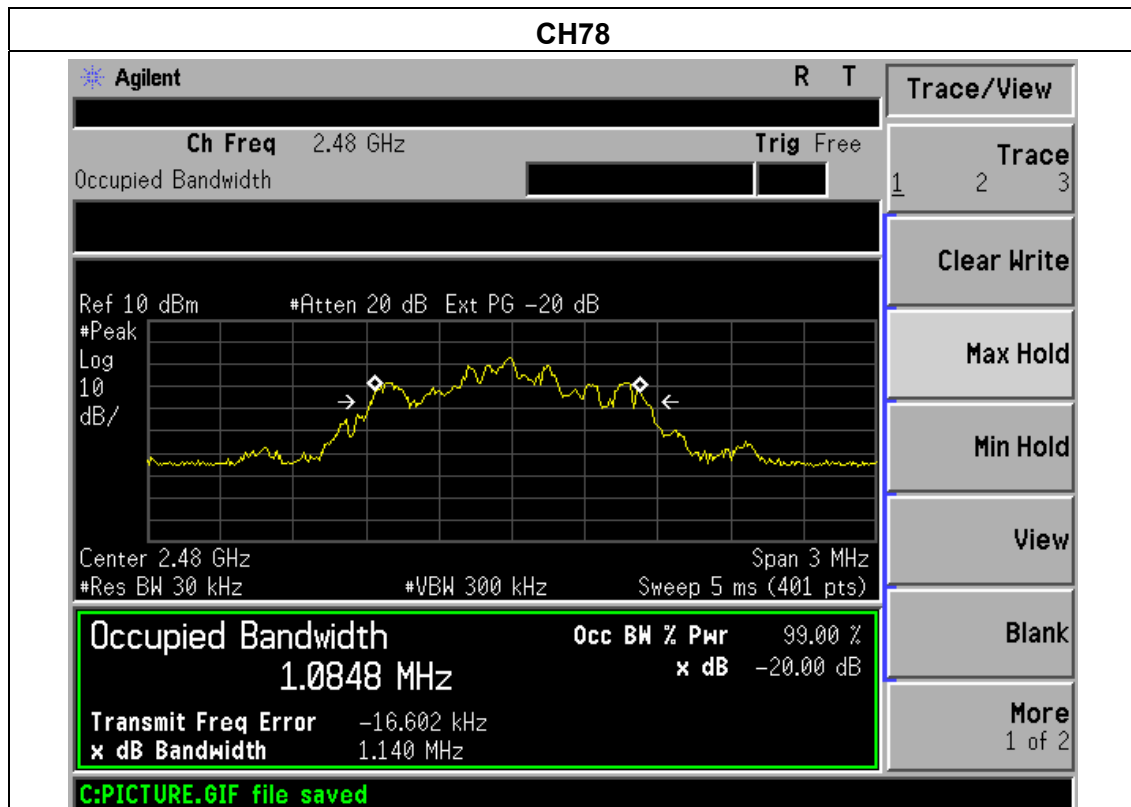 CH78
Agilent R T
Trace/View
Ch Freq 2.48 GHz Trig Free
Occupied Bandwidth
Trace
1 2 3
Clear Write
Ref 10 dBm #Atten 20 dB Ext PG -20 dB
#Peak
Log
10
dB/
Max Hold
Min Hold
View
Center 2.48 GHz Span 3 MHz
#Res BW 30 kHz #VBW 300 kHz Sweep 5 ms (401 pts)
Occupied Bandwidth Occ BW % Pwr 99.00 %
1.0848 MHz x dB -20.00 dB
Blank
Transmit Freq Error -16.602 kHz
x dB Bandwidth 1.140 MHz
More
1 of 2
C:PICTURE.GIF file saved